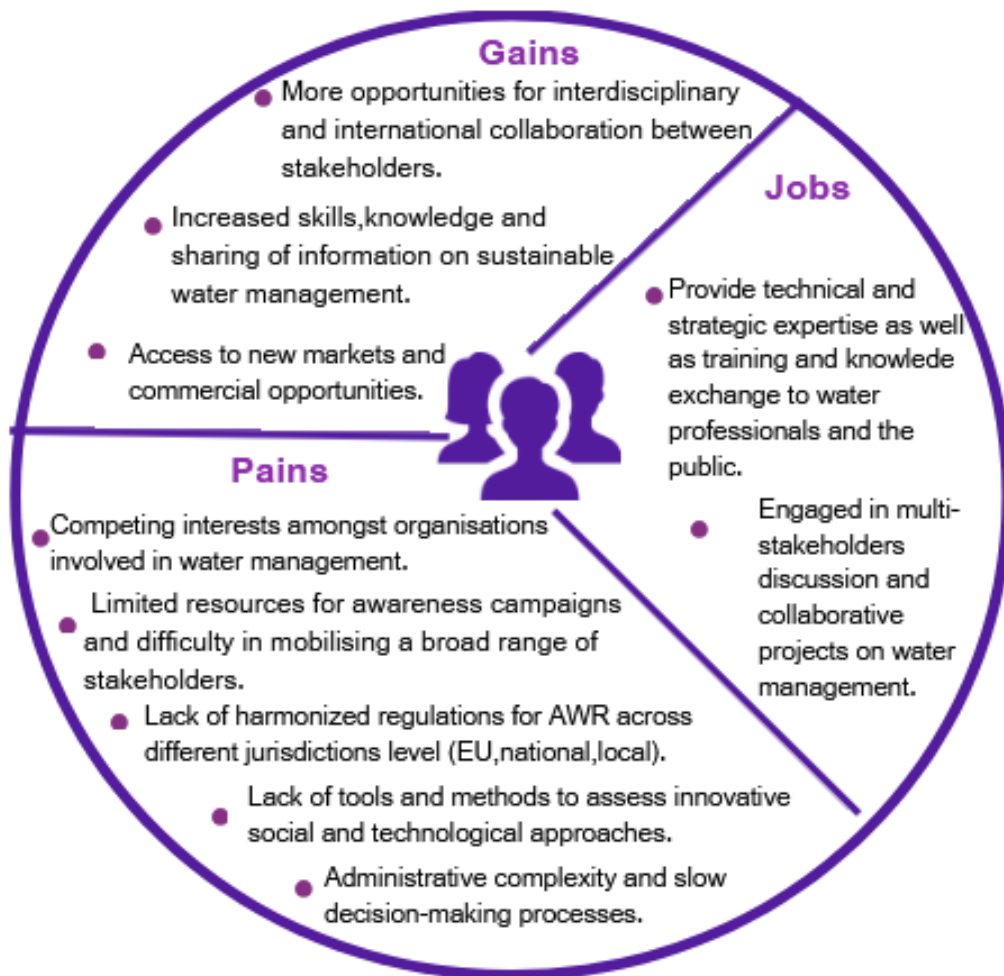 Gains
More opportunities for interdisciplinary
and international collaboration between
stakeholders.
Increased skills,knowledge and
sharing of information on sustainable
water management.
Access to new markets and
commercial opportunities.
Jobs
Provide technical and
strategic expertise as well
as training and knowlede
exchange to water
professionals and the
public.
Engaged in multi-
stakeholders
discussion and
collaborative
projects on water
management.
Pains
Competing interests amongst organisations
involved in water management.
Limited resources for awareness campaigns
and difficulty in mobilising a broad range of
stakeholders.
Lack of harmonized regulations for AWR across
different jurisdictions level (EU,national,local).
Lack of tools and methods to assess innovative
social and technological approaches.
Administrative complexity and slow
decision-making processes.